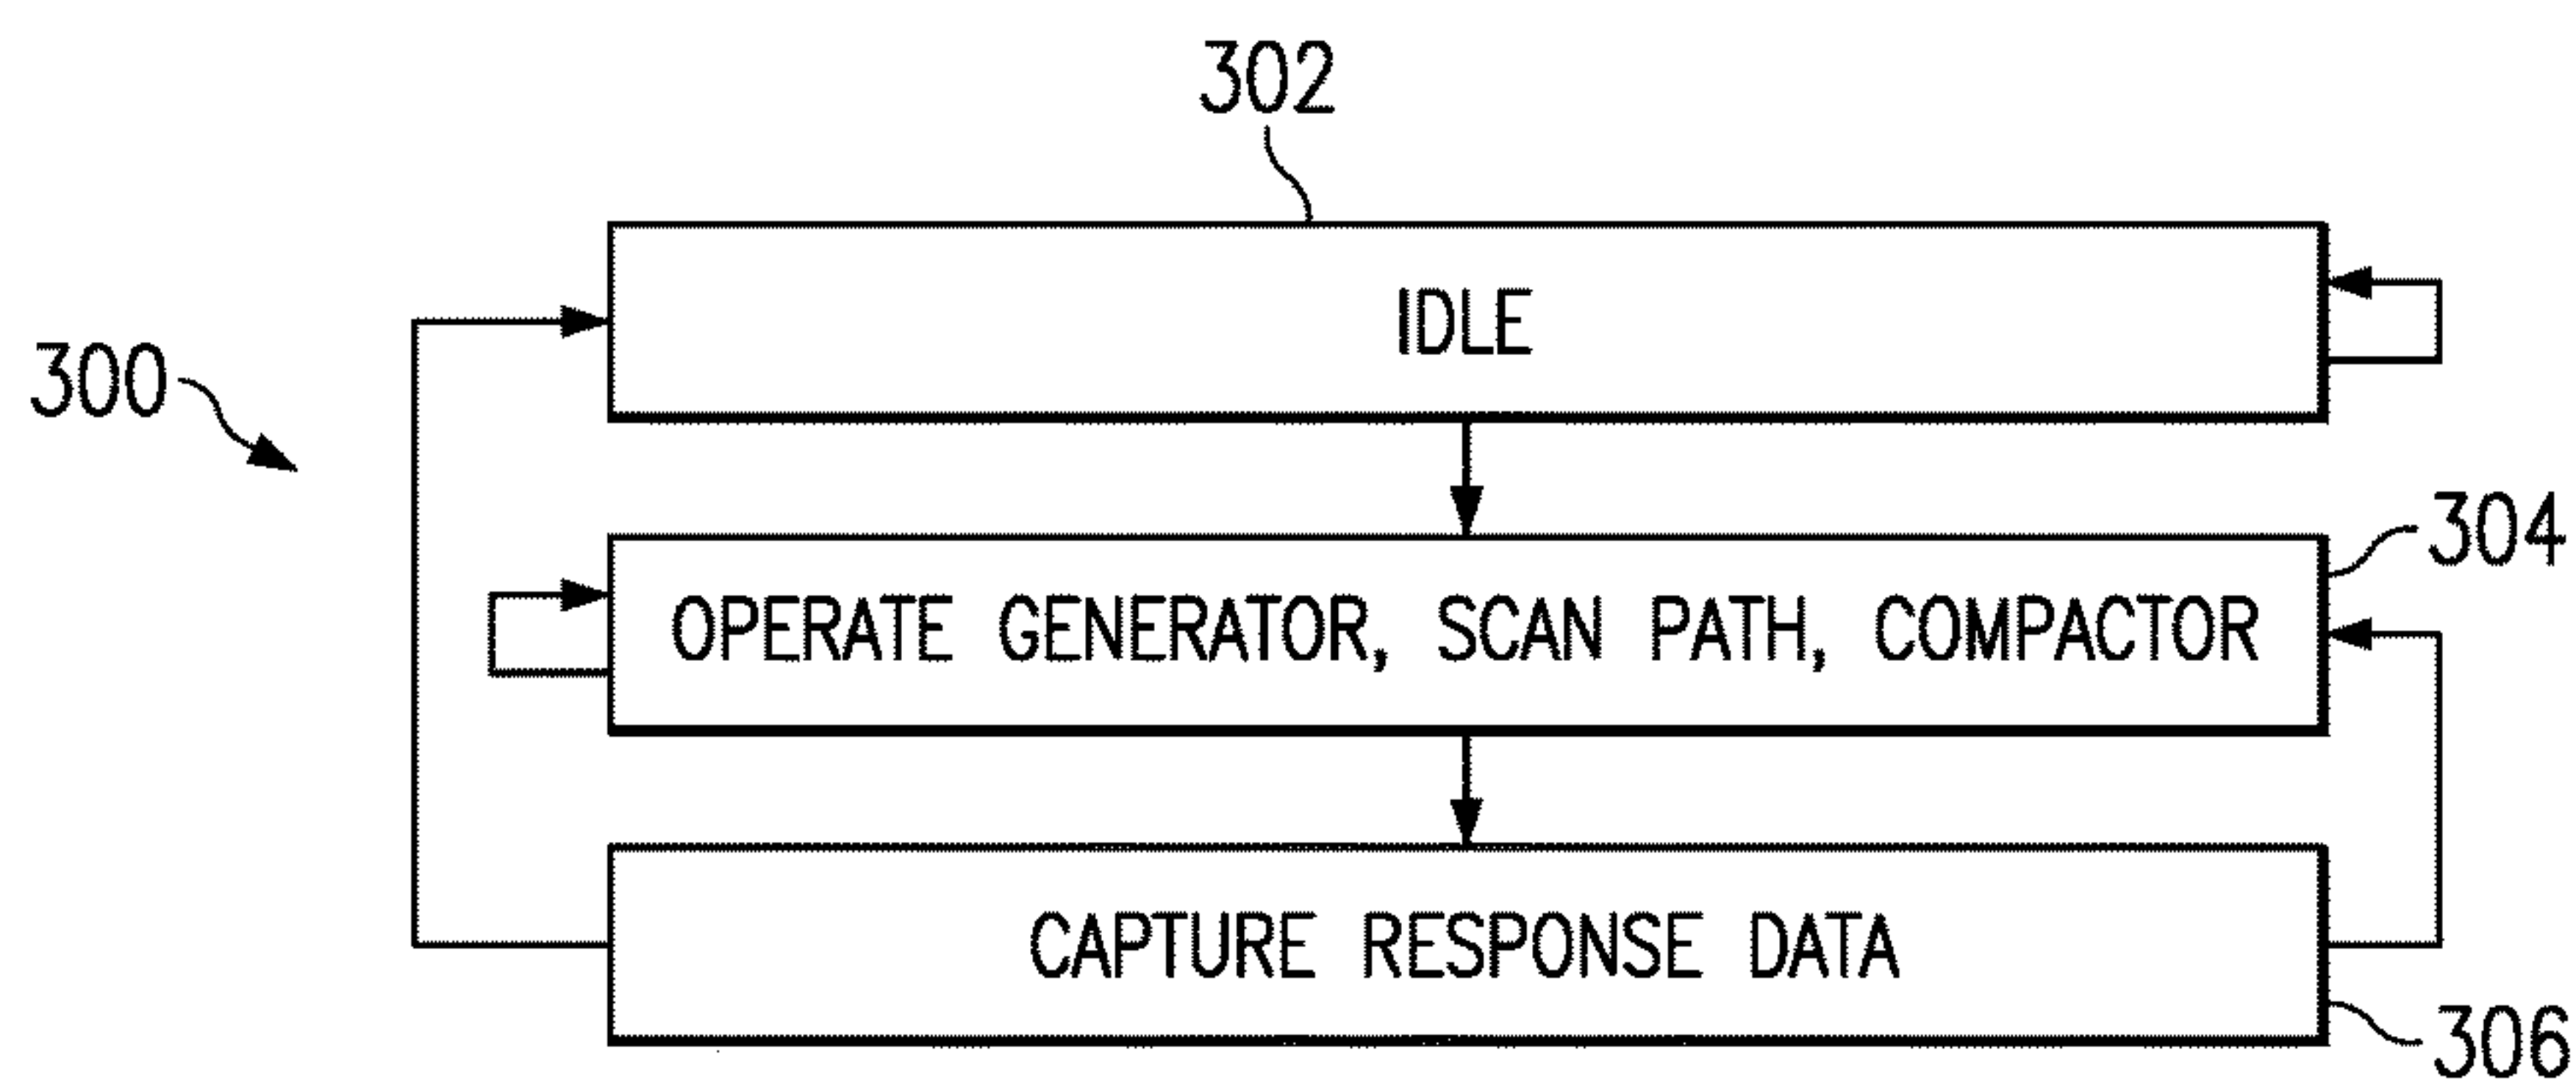 302
IDLE
300
304
OPERATE GENERATOR, SCAN PATH, COMPACTOR
CAPTURE RESPONSE DATA
306